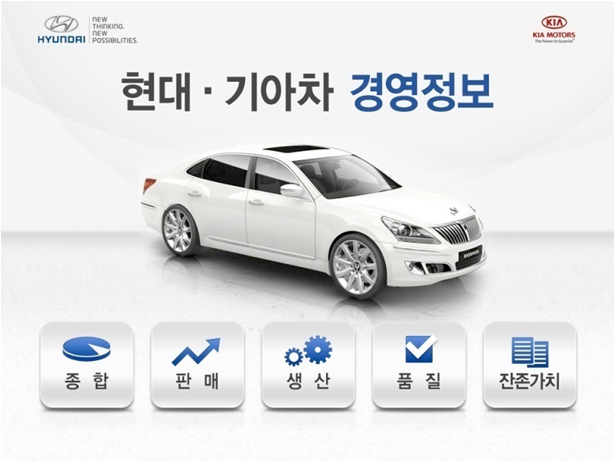 HYUNDAI
NEW
THINKING.
NEW
POSSIBILITIES.
KIA
KIA MOTORS
The Power to Surprise
현대 · 기아차 경영정보
종 합
판 매
생 산
품 질
잔존가치